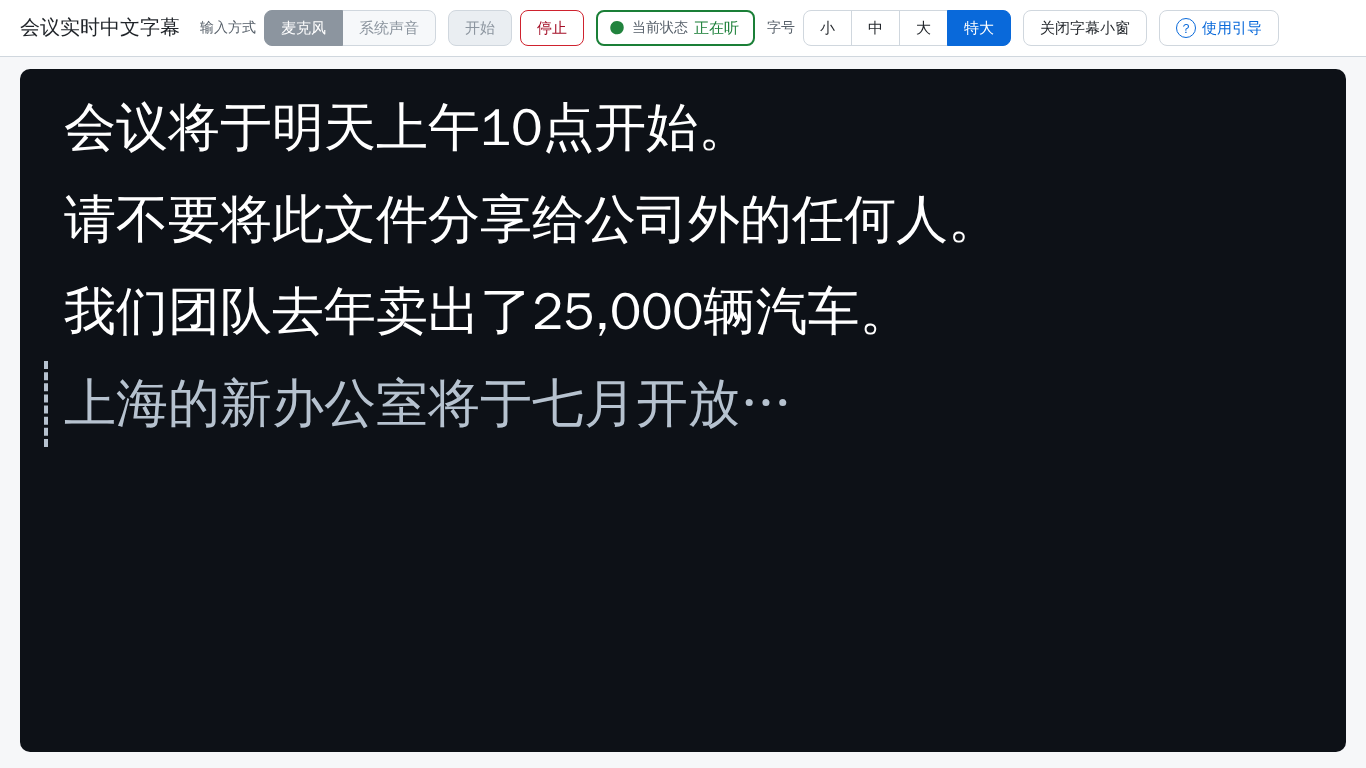 会议实时中文字幕 输入方式 麦克风 系统声音 开始 停止 当前状态 正在听 字号 小 中 大 特大 关闭字幕小窗 ? 使用引导
会议将于明天上午10点开始。
请不要将此文件分享给公司外的任何人。
我们团队去年卖出了25,000辆汽车。
上海的新办公室将于七月开放…